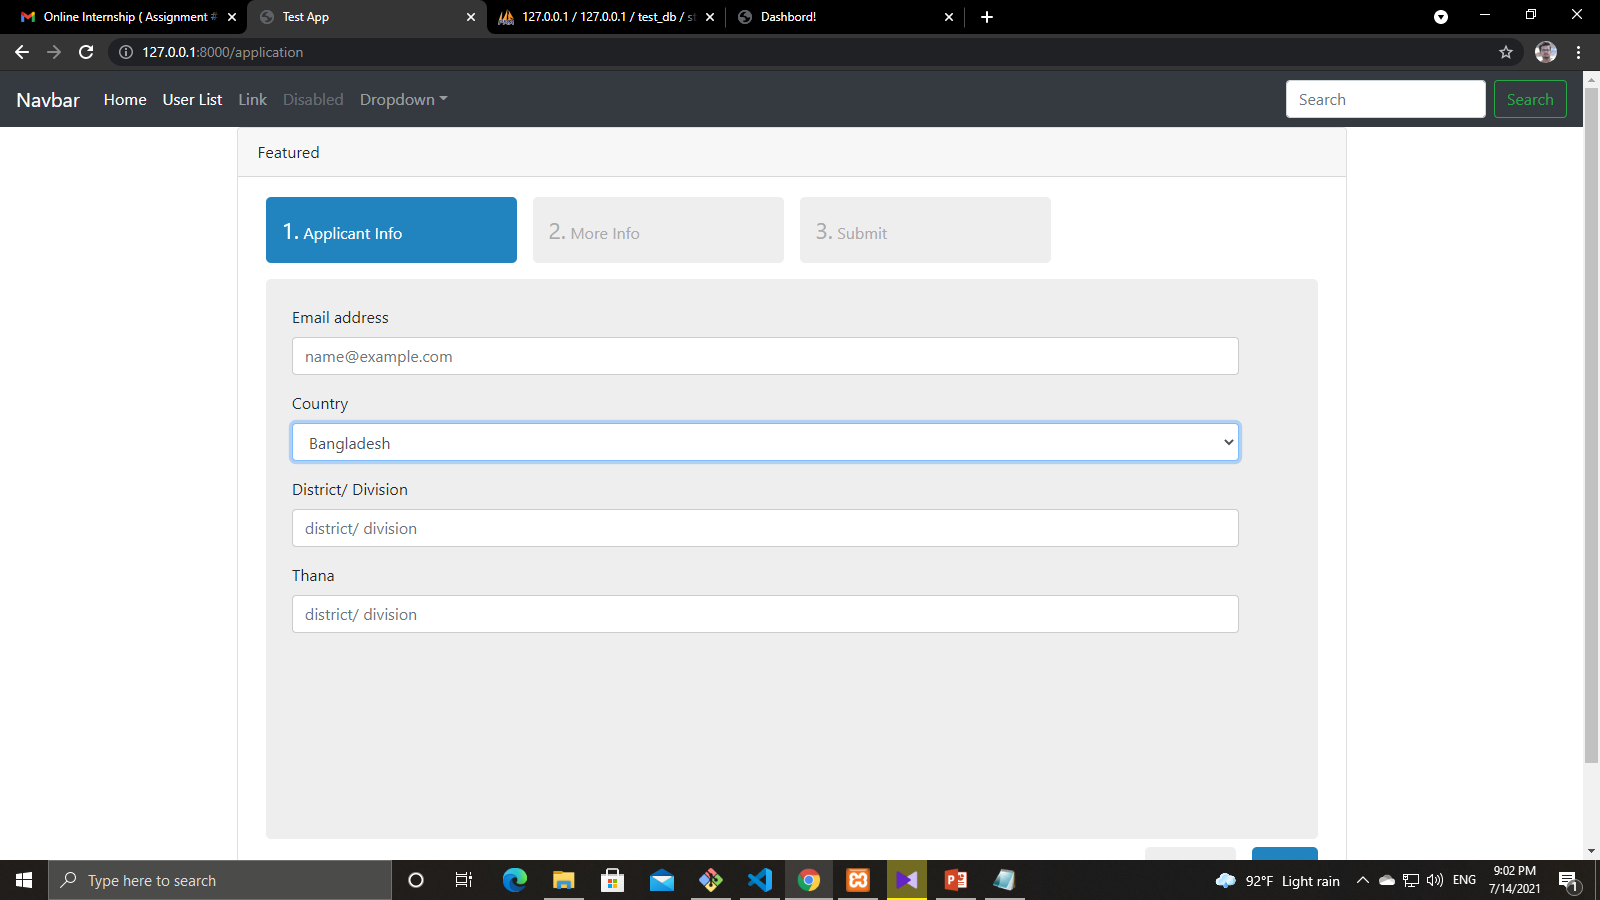 Online Internship ( Assignment #
Test App
127.0.0.1 / 127.0.0.1 / test_db / st
Dashbord!
127.0.0.1:8000/application
Navbar
Home
User List
Link
Disabled
Dropdown
Search
Search
Featured
1. Applicant Info
2. More Info
3. Submit
Email address
name@example.com
Country
Bangladesh
District/ Division
district/ division
Thana
district/ division
Type here to search
92°F Light rain
ENG
9:02 PM
7/14/2021
1